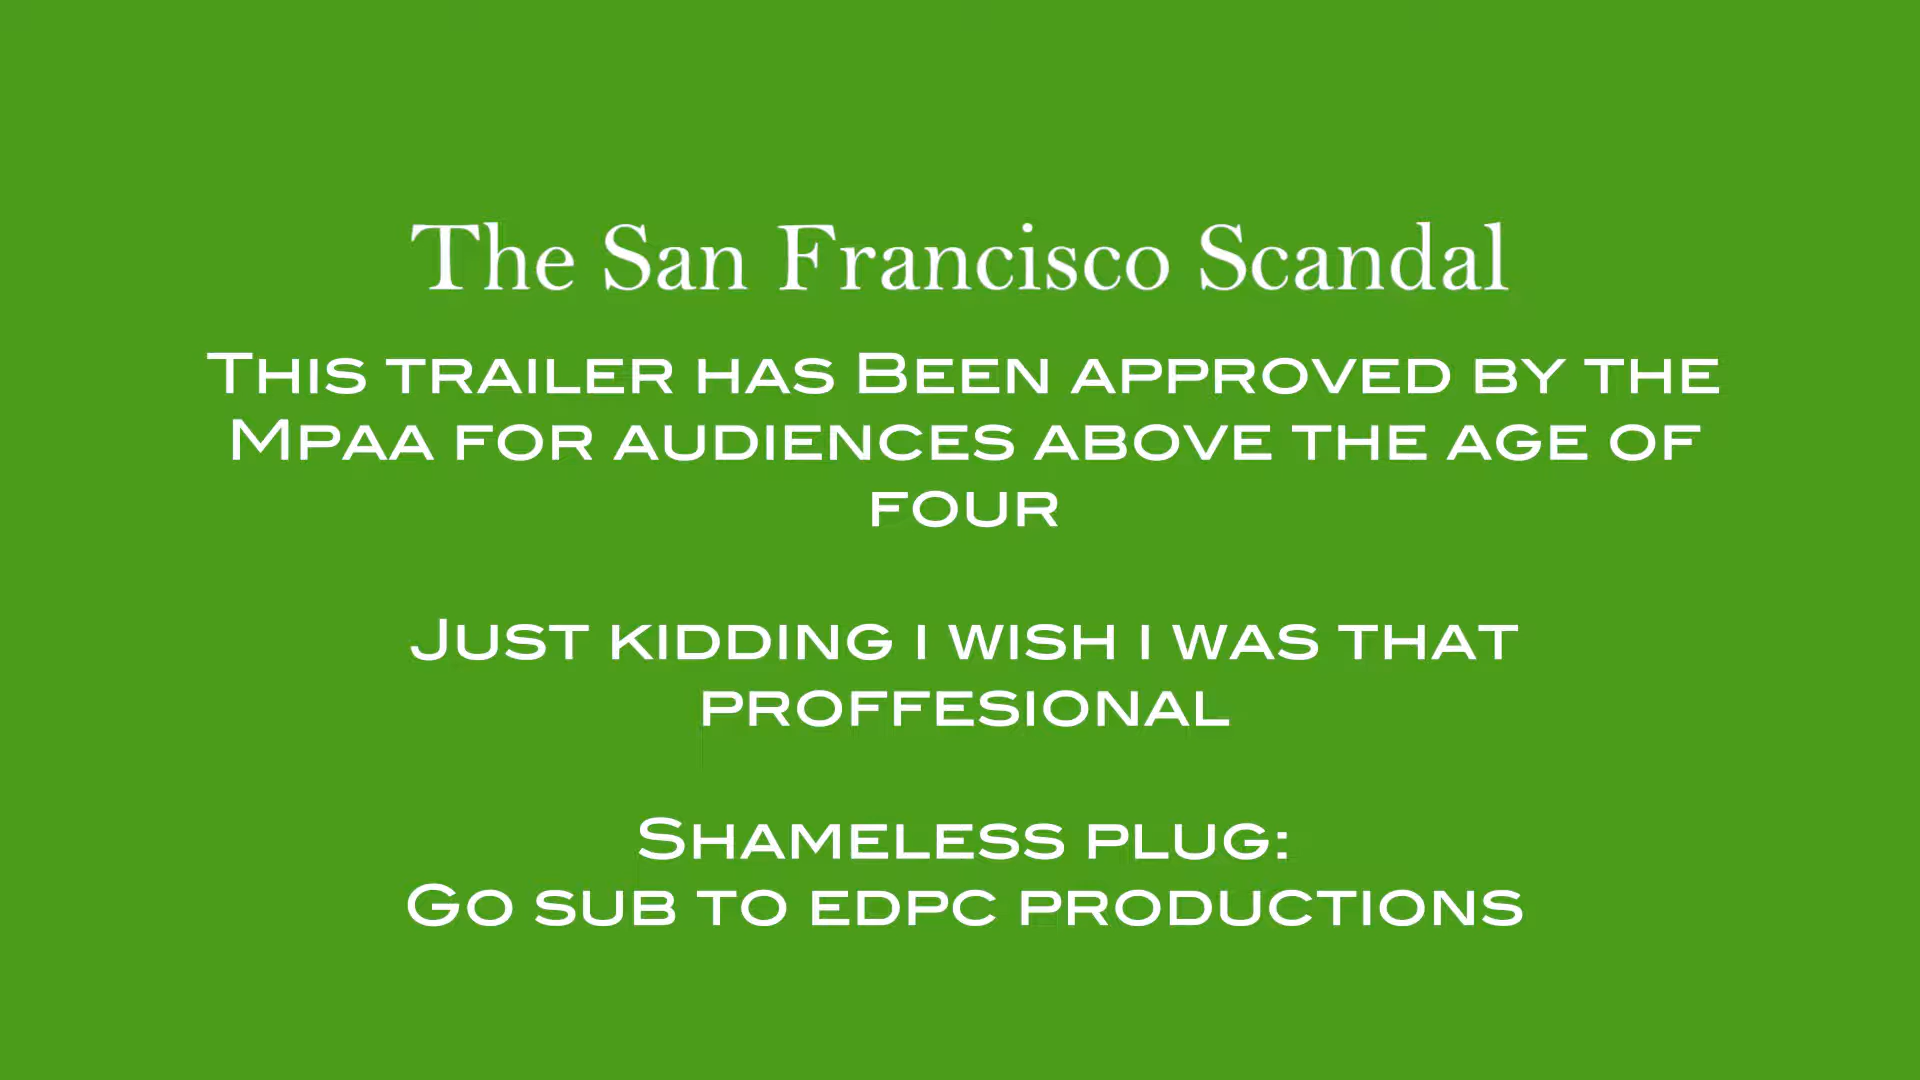 The San Francisco Scandal
This trailer has Been approved by the
Mpaa for audiences above the age of
four
Just kidding i wish i was that
proffesional
Shameless plug:
Go sub to edpc productions